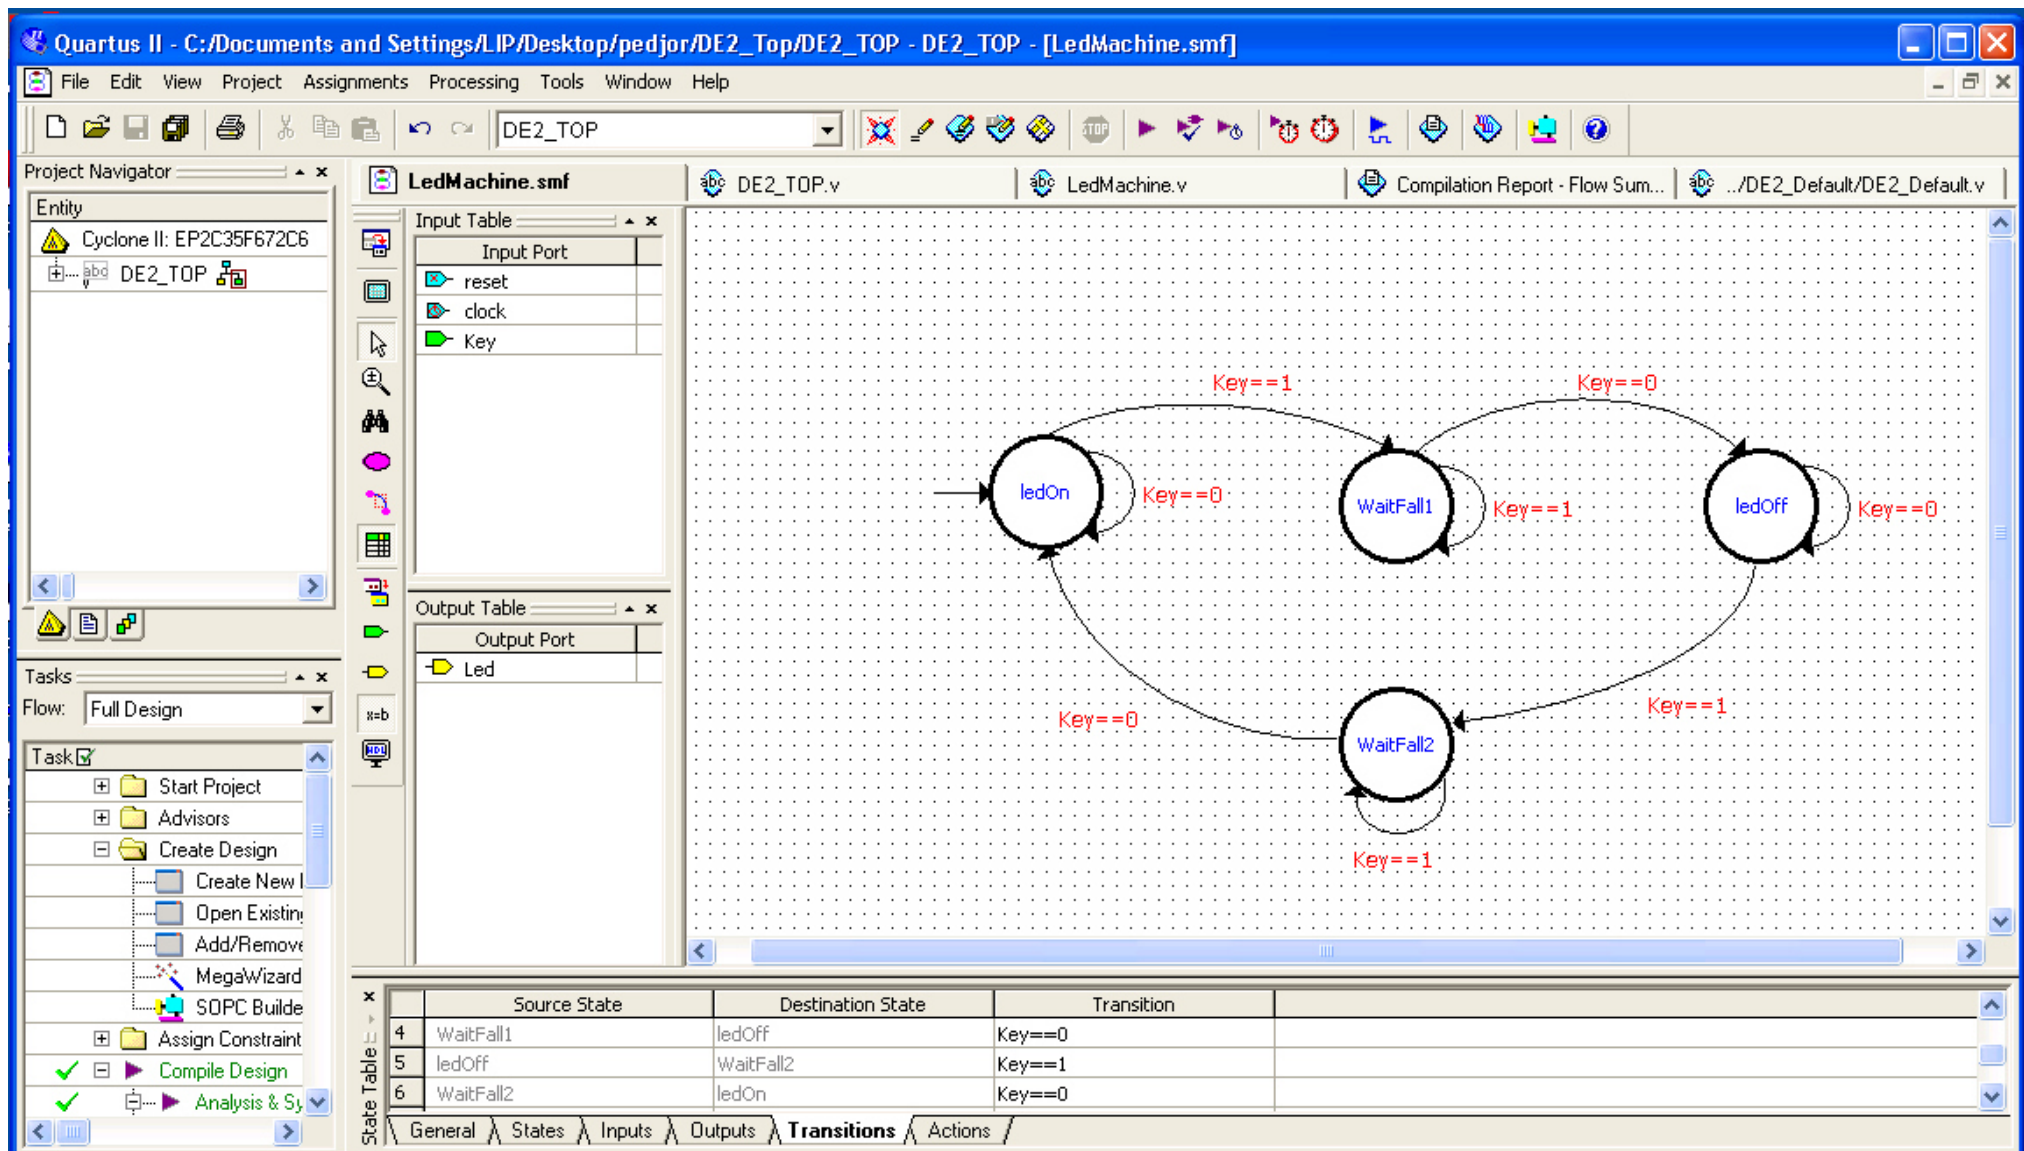 Quartus II - C:/Documents and Settings/LIP/Desktop/pedjor/DE2_Top/DE2_TOP - DE2_TOP - [LedMachine.smf]
File Edit View Project Assignments Processing Tools Window Help
DE2_TOP
STOP
Project Navigator
Entity
Cyclone II: EP2C35F672C6
abd DE2_TOP
Tasks
Flow: Full Design
Task
Start Project
Advisors
Create Design
Create New
Open Existin
Add/Remove
MegaWizard
SOPC Builde
Assign Constraint
Compile Design
Analysis & Sy
LedMachine.smf
abc DE2_TOP.v
abc LedMachine.v
Compilation Report - Flow Sum...
abc .../DE2_Default/DE2_Default.v
x=b
HDL
Input Table
Input Port
reset
clock
Key
Output Table
Output Port
Led
Key==1
Key==0
ledOn
Key==0
WaitFall1
Key==1
ledOff
Key==0
Key==0
WaitFall2
Key==1
Key==1
State Table
Source State Destination State Transition
4 WaitFall1 ledOff Key==0
5 ledOff WaitFall2 Key==1
6 WaitFall2 ledOn Key==0
General States Inputs Outputs Transitions Actions